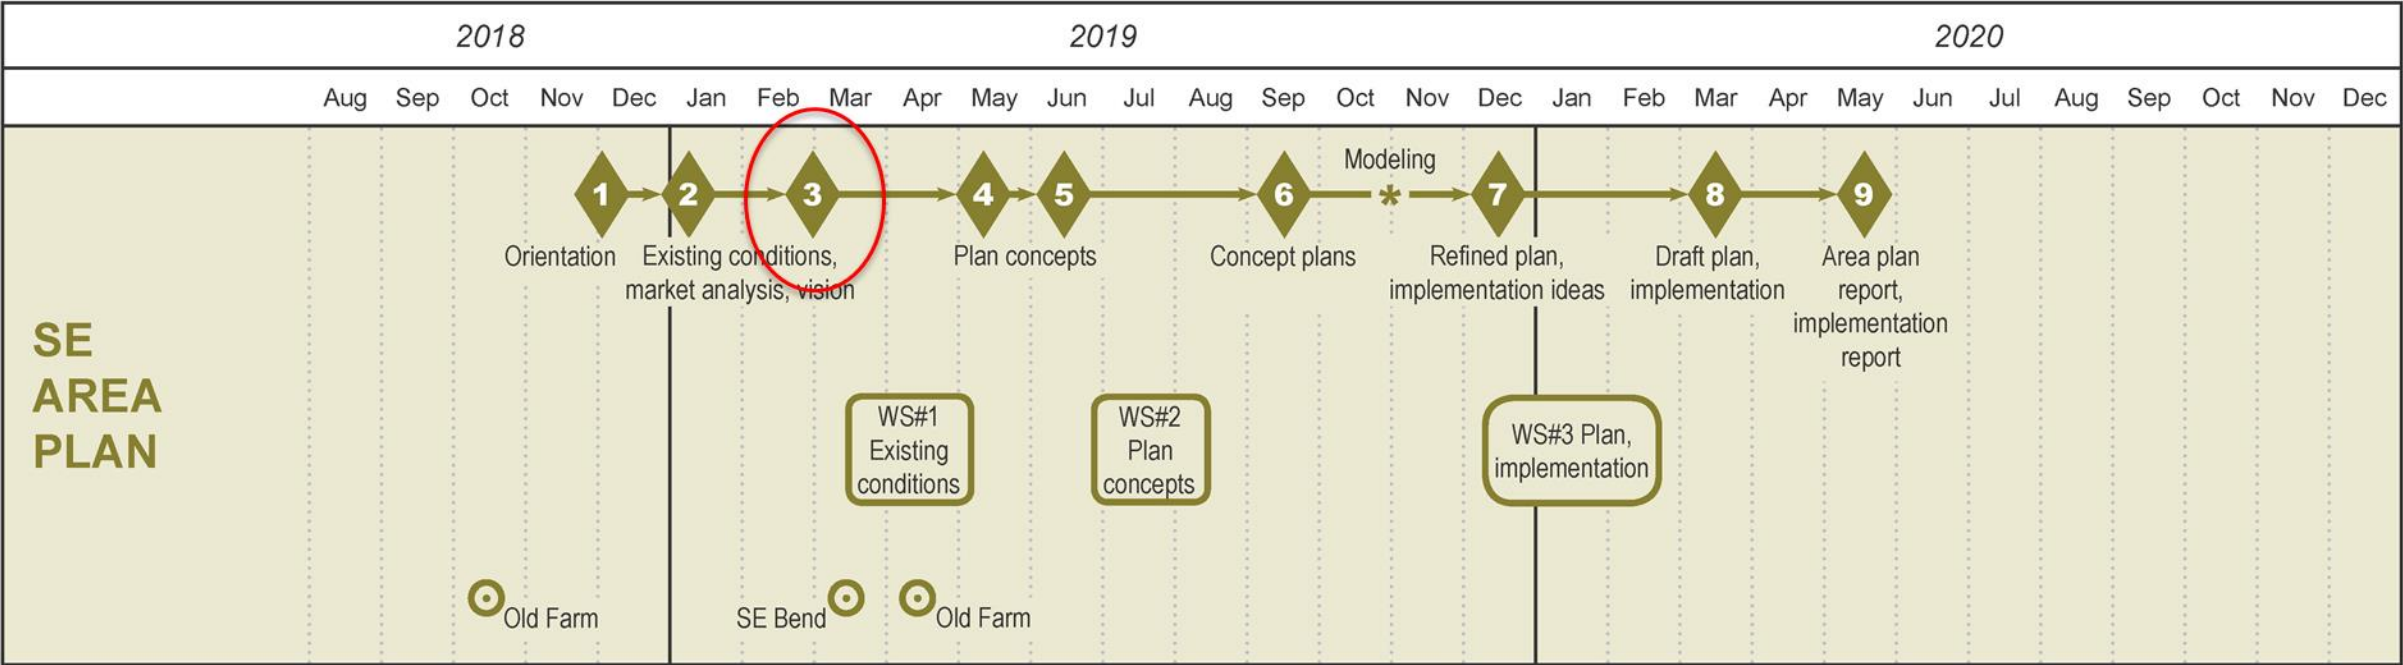 2018 2019 2020
Aug Sep Oct Nov Dec Jan Feb Mar Apr May Jun Jul Aug Sep Oct Nov Dec Jan Feb Mar Apr May Jun Jul Aug Sep Oct Nov Dec
Modeling
1 2 3 4 5 6 * 7 8 9
Orientation
Existing conditions,
market analysis, vision
Plan concepts
Concept plans
Refined plan,
implementation ideas
Draft plan,
implementation
Area plan
report,
implementation
report
SE
AREA
PLAN
WS#1
Existing
conditions
WS#2
Plan
concepts
WS#3 Plan,
implementation
Old Farm
SE Bend
Old Farm